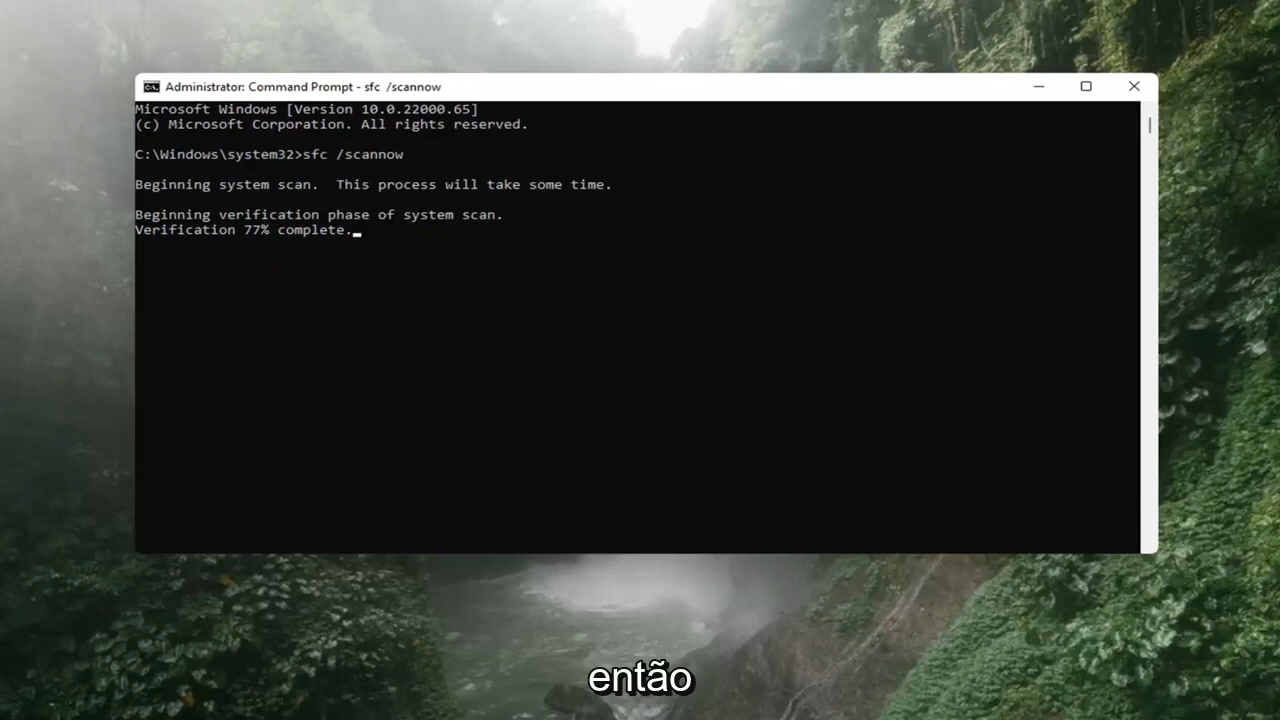 Administrator: Command Prompt - sfc /scannow
Microsoft Windows [Version 10.0.22000.65]
(c) Microsoft Corporation. All rights reserved.
C:\Windows\system32>sfc /scannow
Beginning system scan.  This process will take some time.
Beginning verification phase of system scan.
Verification 77% complete.
então